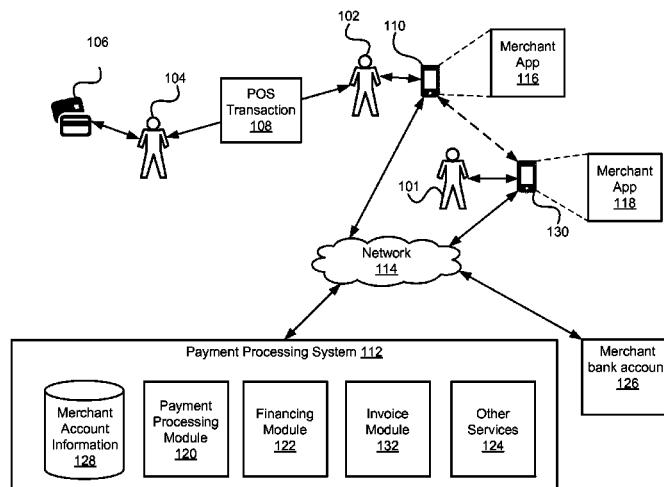 106
104
102
110
Merchant
App
116
POS
Transaction
108
101
Merchant
App
118
130
Network
114
Payment Processing System 112
Merchant
bank account
126
Merchant
Account
Information
128
Payment
Processing
Module
120
Financing
Module
122
Invoice
Module
132
Other
Services
124